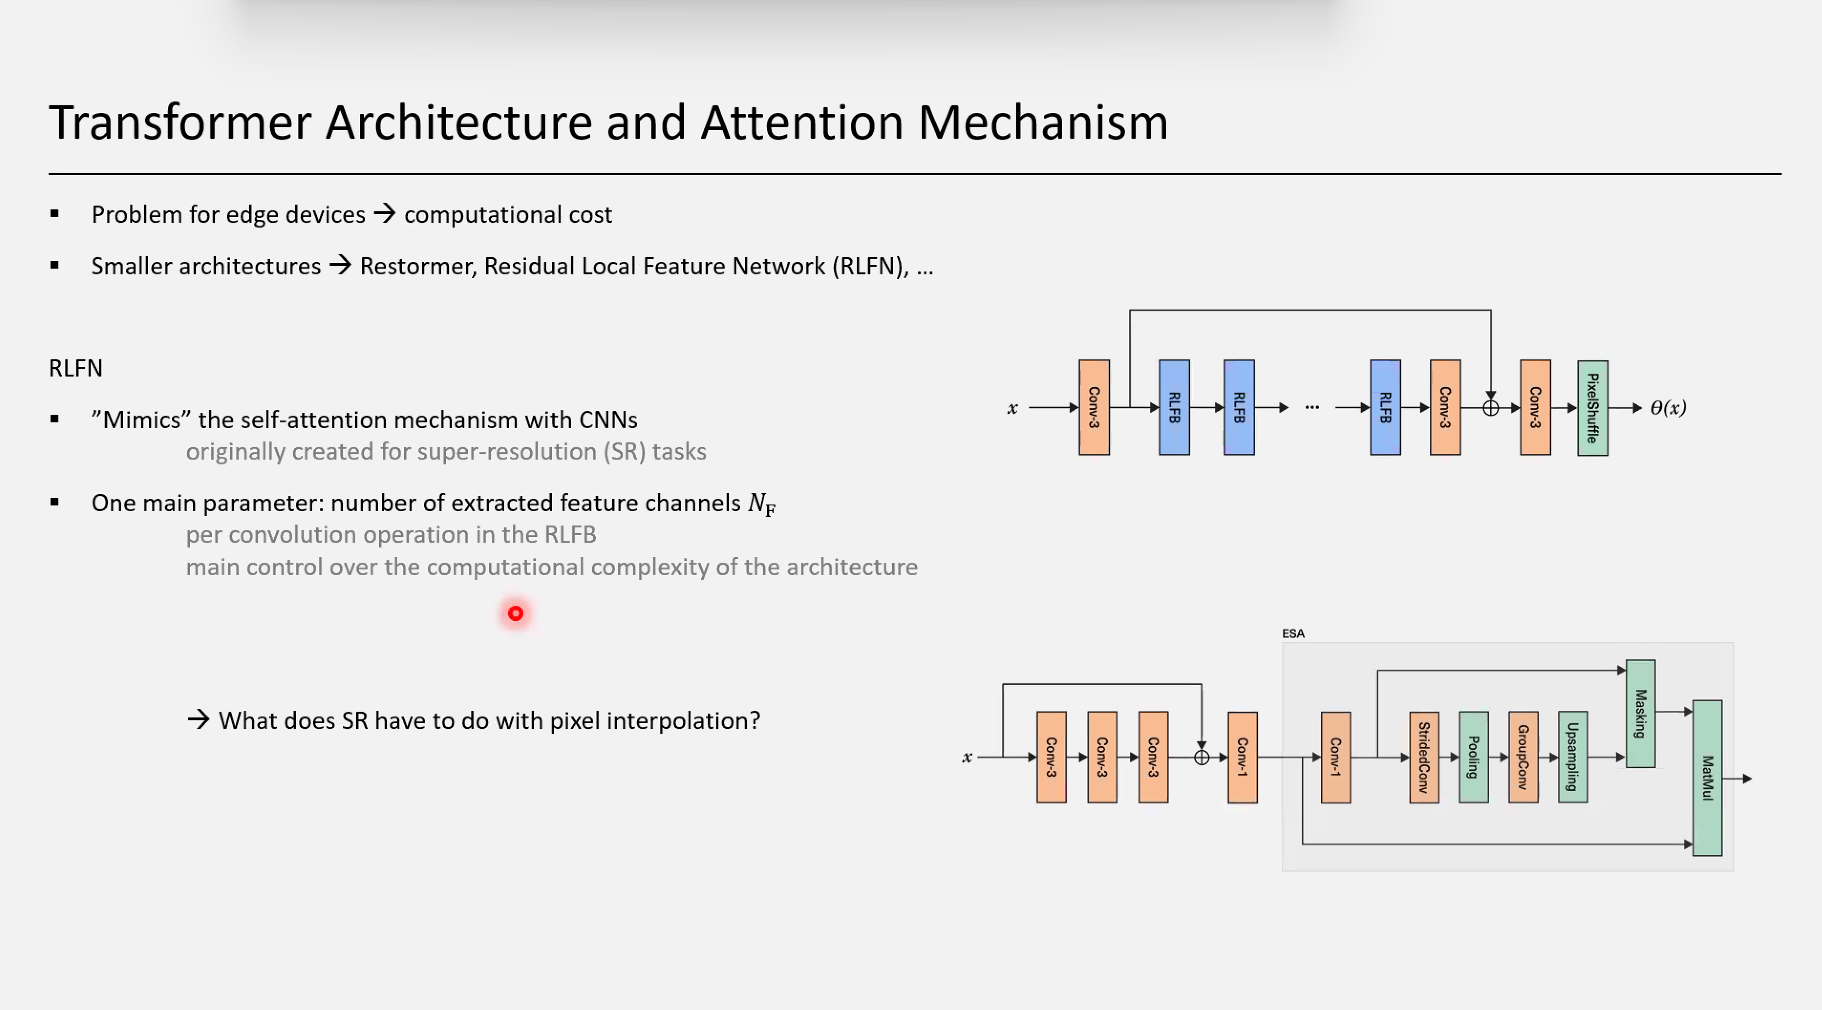 Transformer Architecture and Attention Mechanism
▪ Problem for edge devices → computational cost
▪ Smaller architectures → Restormer, Residual Local Feature Network (RLFN), ...
RLFN
▪ ”Mimics” the self-attention mechanism with CNNs
originally created for super-resolution (SR) tasks
▪ One main parameter: number of extracted feature channels N_F
per convolution operation in the RLFB
main control over the computational complexity of the architecture
→ What does SR have to do with pixel interpolation?
x Conv-3 RLFB RLFB ... RLFB Conv-3 ⊕ Conv-3 PixelShuffle θ(x)
ESA
x Conv-3 Conv-3 Conv-3 ⊕ Conv-1 Conv-1 StridedConv Pooling GroupConv Upsampling Masking MatMul